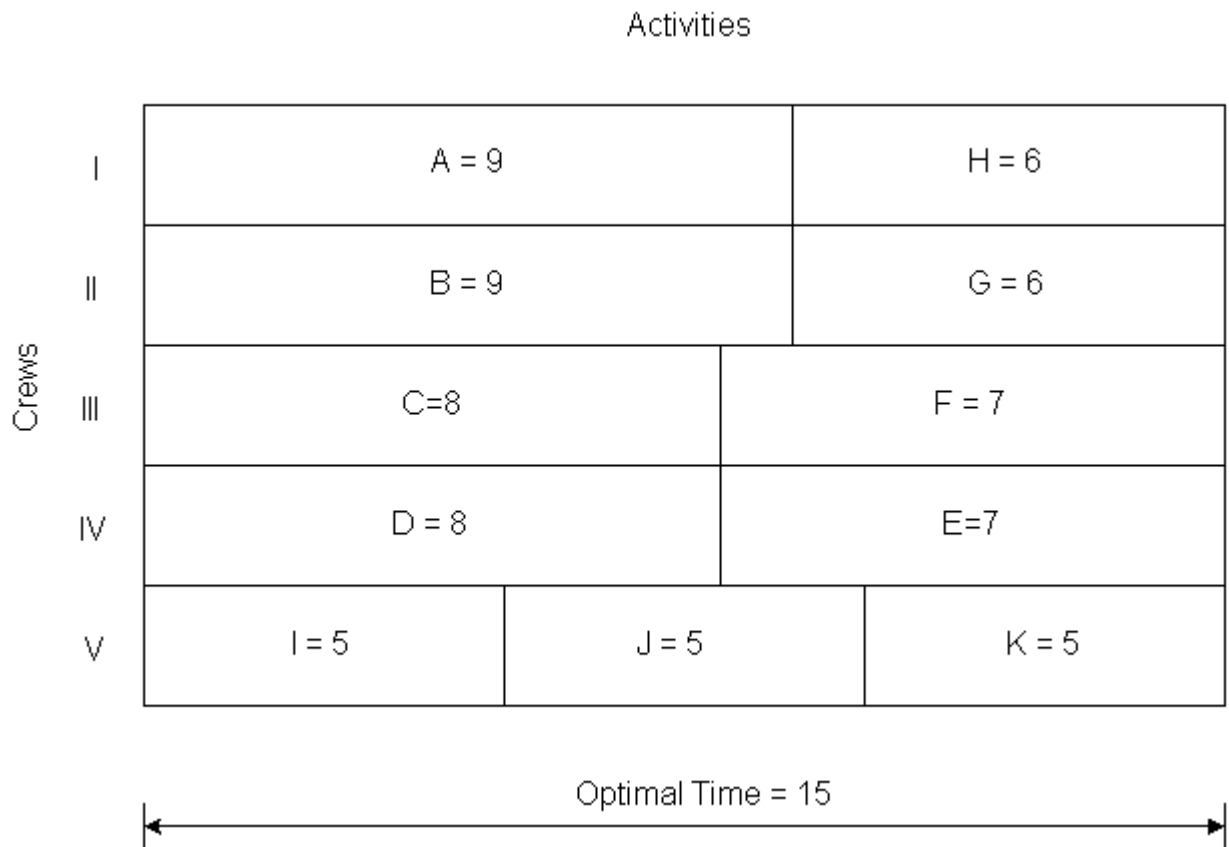 Activities
I
A = 9
H = 6
II
B = 9
G = 6
Crews
III
C=8
F = 7
IV
D = 8
E=7
V
I = 5
J = 5
K = 5
Optimal Time = 15